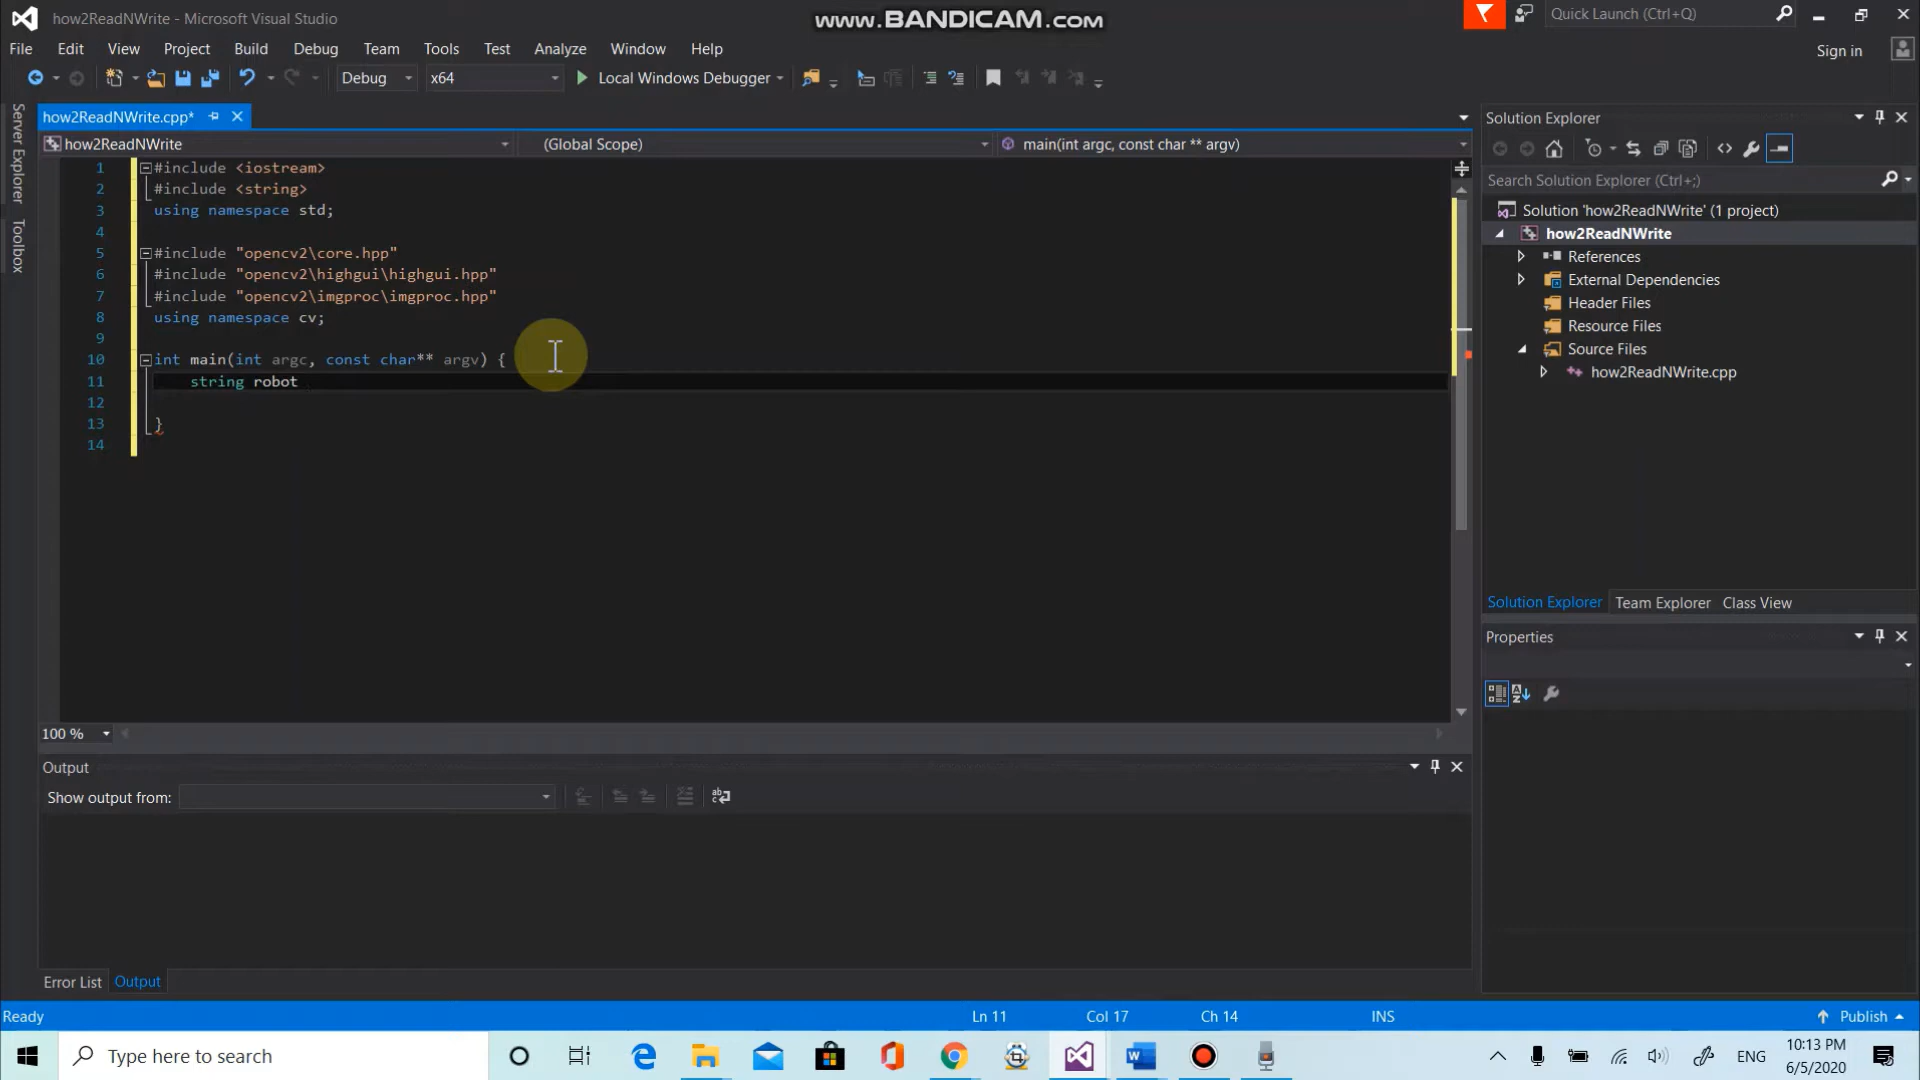 how2ReadNWrite - Microsoft Visual Studio
www.BANDICAM.com
Quick Launch (Ctrl+Q)
File Edit View Project Build Debug Team Tools Test Analyze Window Help
Sign in
Debug x64 Local Windows Debugger
Server Explorer
Toolbox
how2ReadNWrite.cpp*
how2ReadNWrite (Global Scope) main(int argc, const char ** argv)
1 #include <iostream>
2 #include <string>
3 using namespace std;
4
5 #include "opencv2\core.hpp"
6 #include "opencv2\highgui\highgui.hpp"
7 #include "opencv2\imgproc\imgproc.hpp"
8 using namespace cv;
9
10 int main(int argc, const char** argv) {
11 string robot
12
13 }
14
100 %
Output
Show output from:
Error List Output
Solution Explorer
Search Solution Explorer (Ctrl+;)
Solution 'how2ReadNWrite' (1 project)
how2ReadNWrite
References
External Dependencies
Header Files
Resource Files
Source Files
how2ReadNWrite.cpp
Solution Explorer Team Explorer Class View
Properties
Ready Ln 11 Col 17 Ch 14 INS Publish
Type here to search
ENG
10:13 PM
6/5/2020